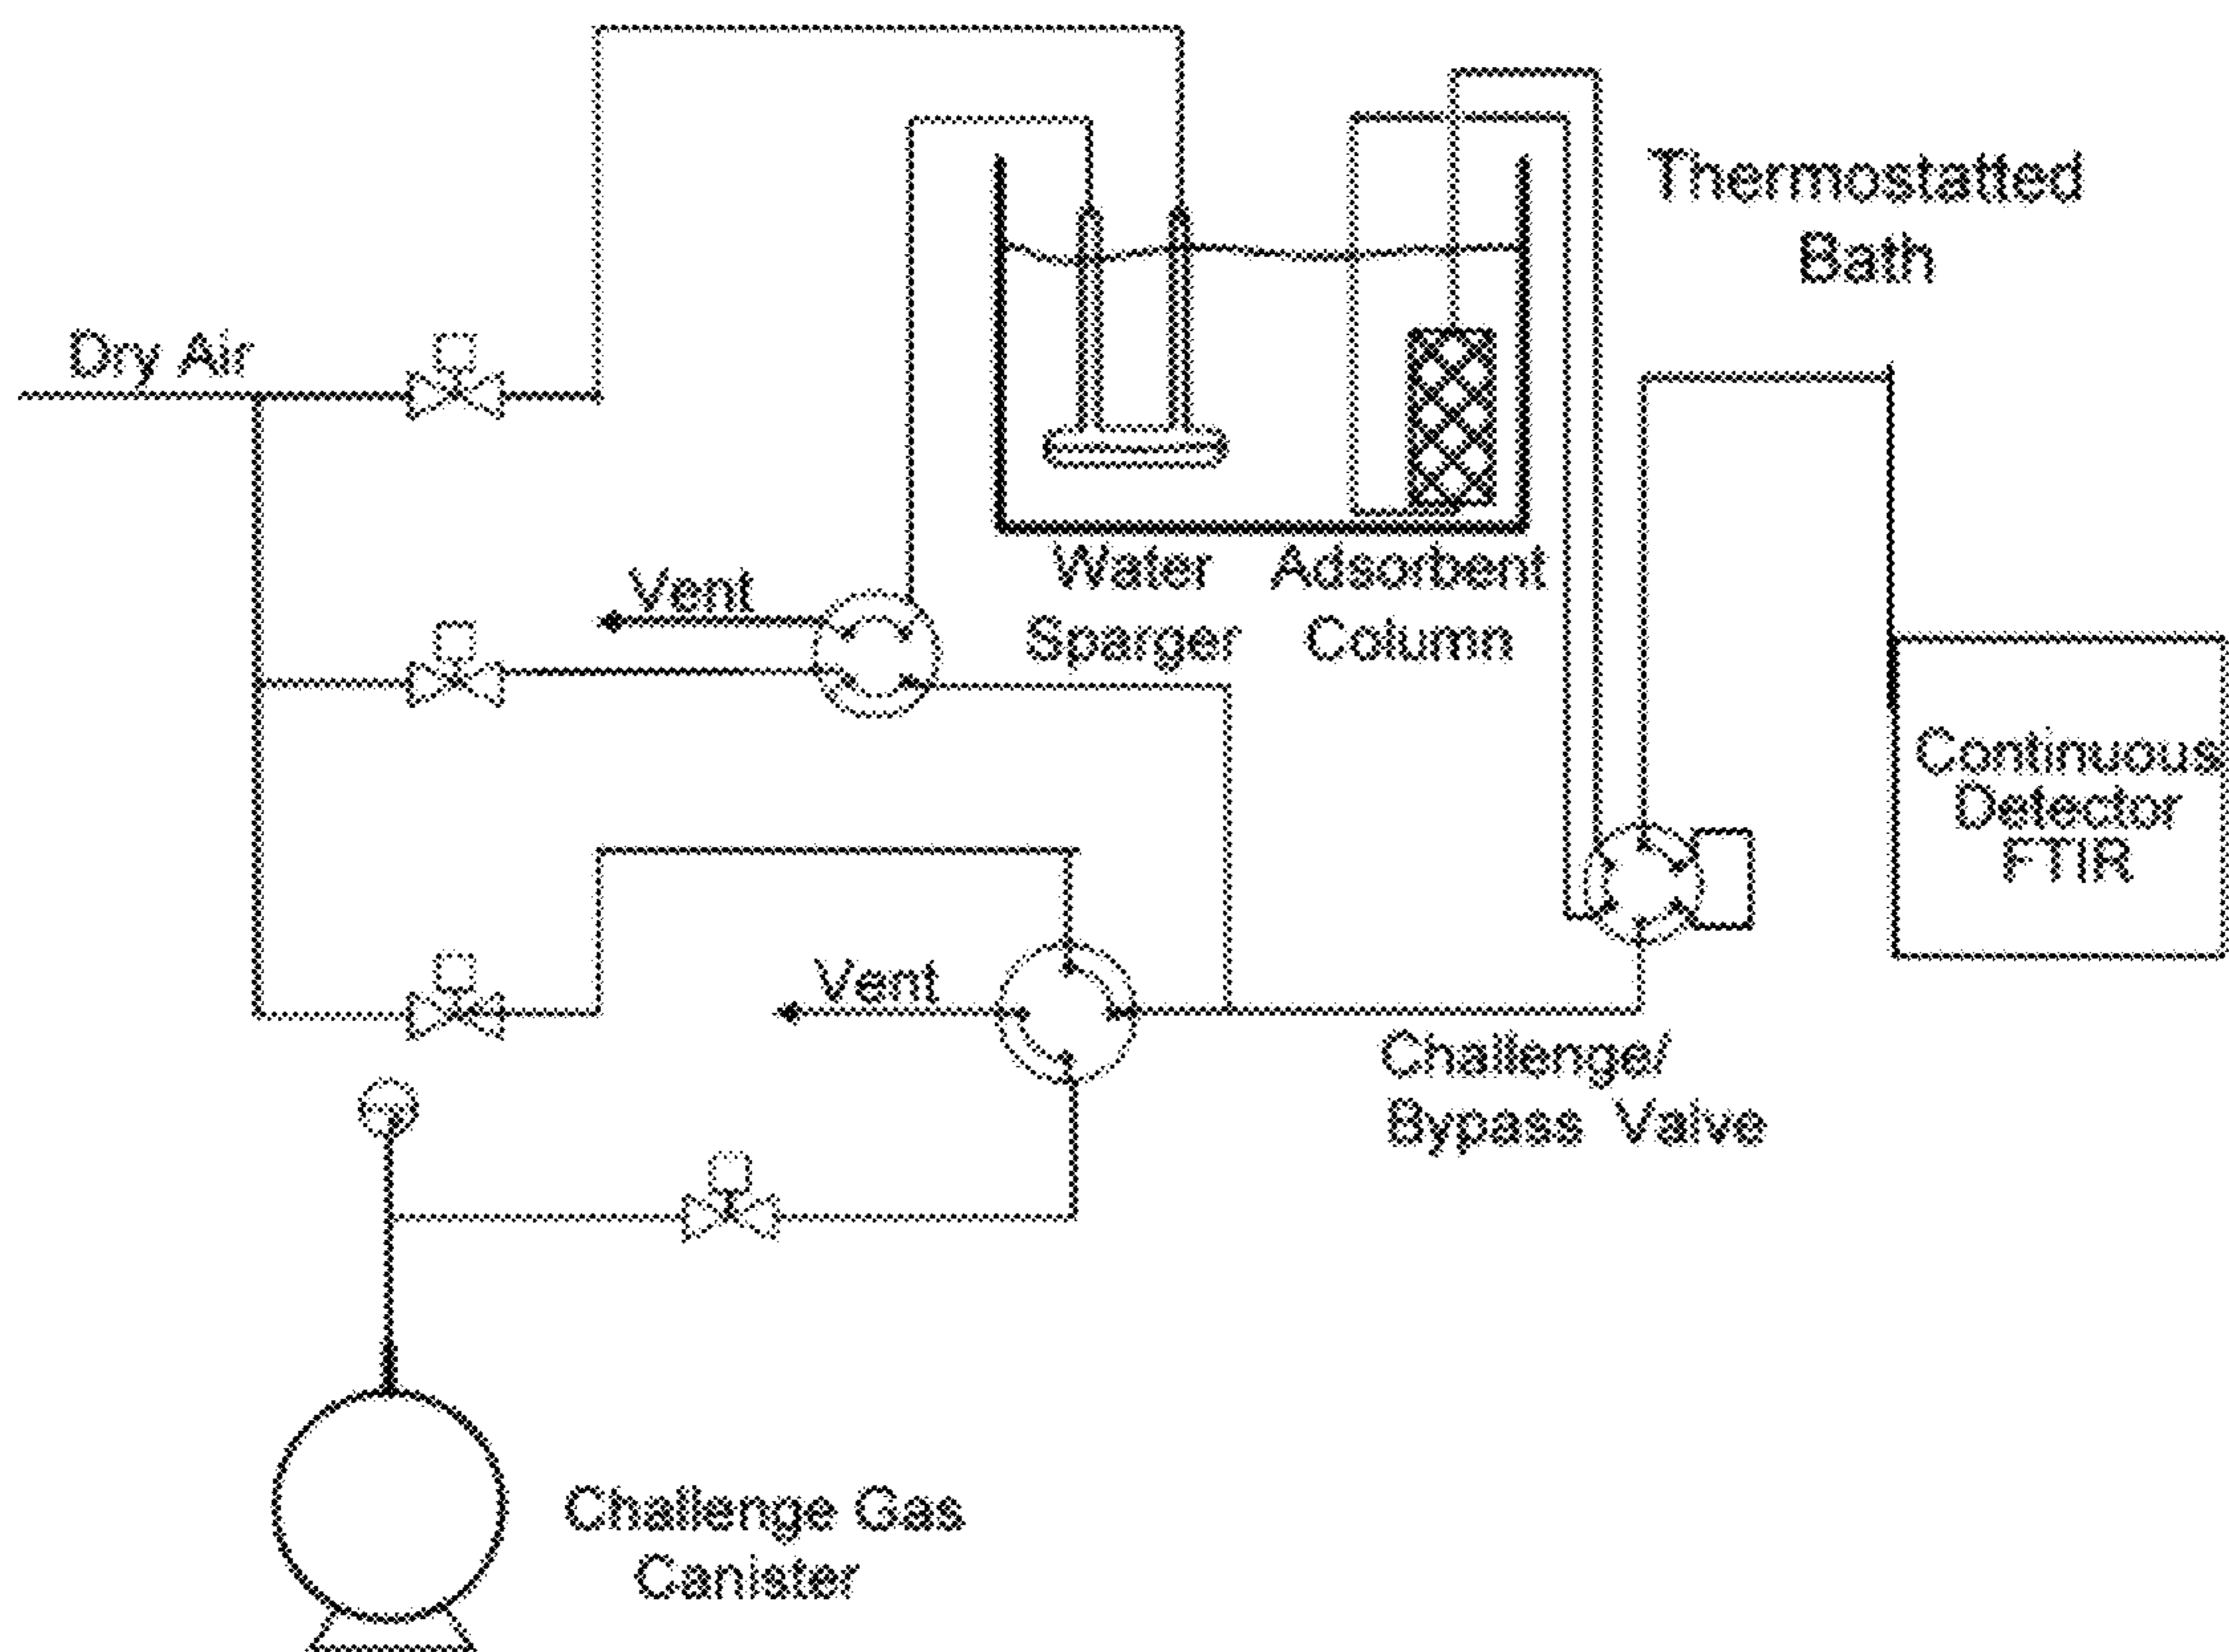 Thermostatted
Bath
Dry Air
Vent
Water
Sparger
Adsorbent
Column
Continuous
Detector
FTIR
Vent
Challenge/
Bypass Valve
Challenge Gas
Canister